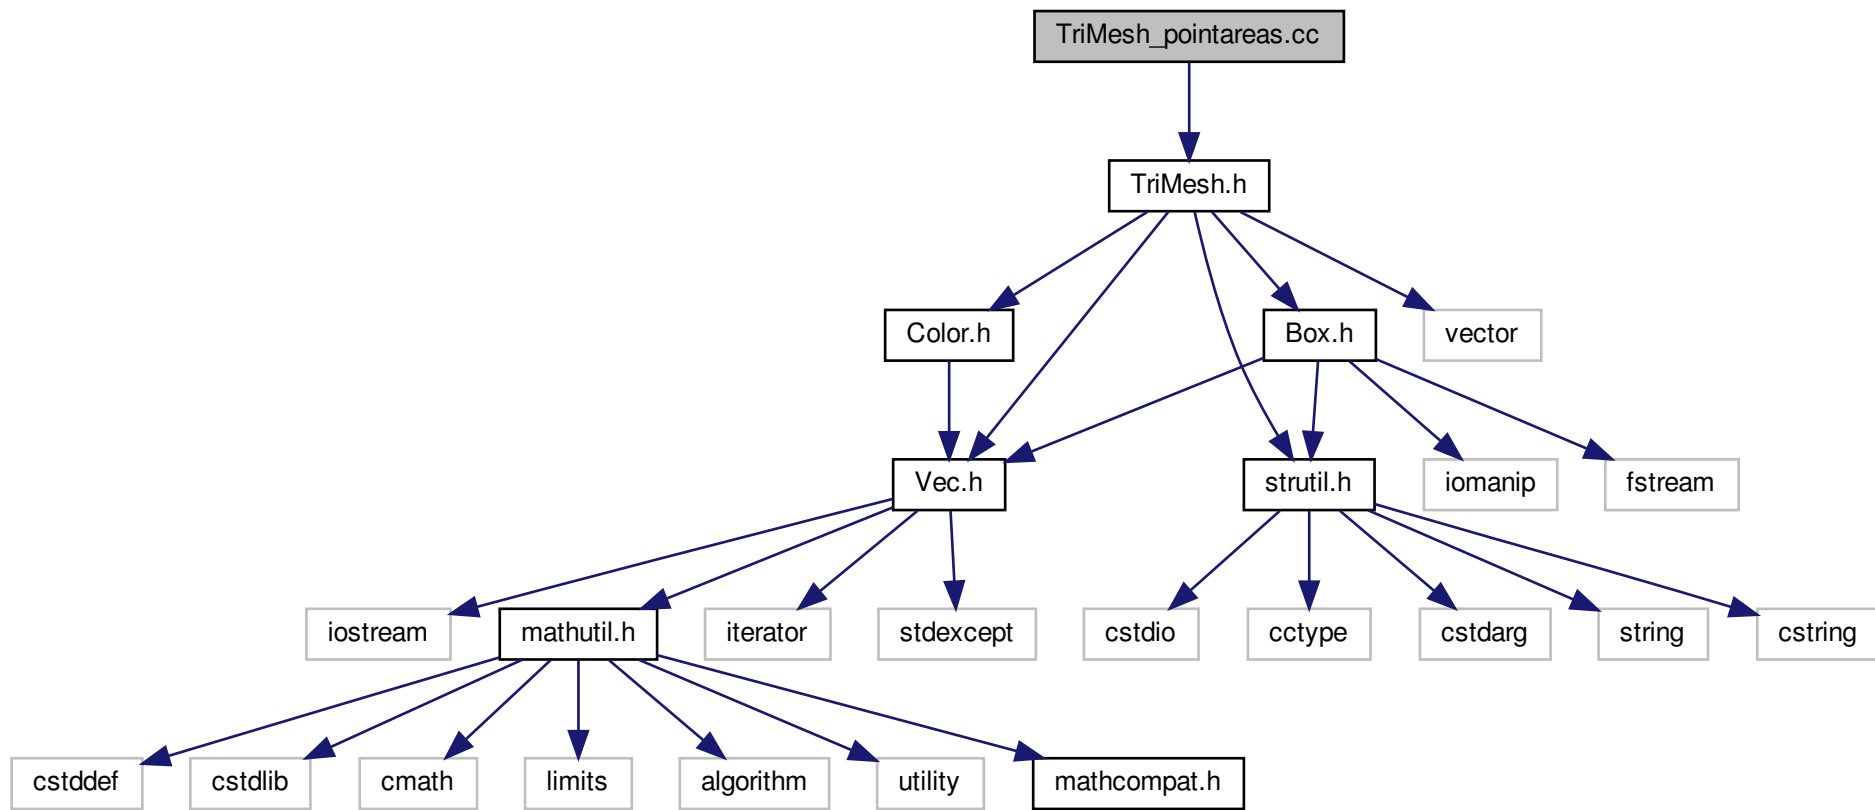 TriMesh_pointareas.cc
TriMesh.h
Color.h
Box.h
vector
Vec.h
strutil.h
iomanip
fstream
iostream
mathutil.h
iterator
stdexcept
cstdio
cctype
cstdarg
string
cstring
cstddef
cstdlib
cmath
limits
algorithm
utility
mathcompat.h